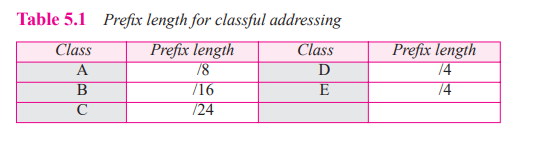 Table 5.1 Prefix length for classful addressing
Class Prefix length Class Prefix length
A /8 D /4
B /16 E /4
C /24